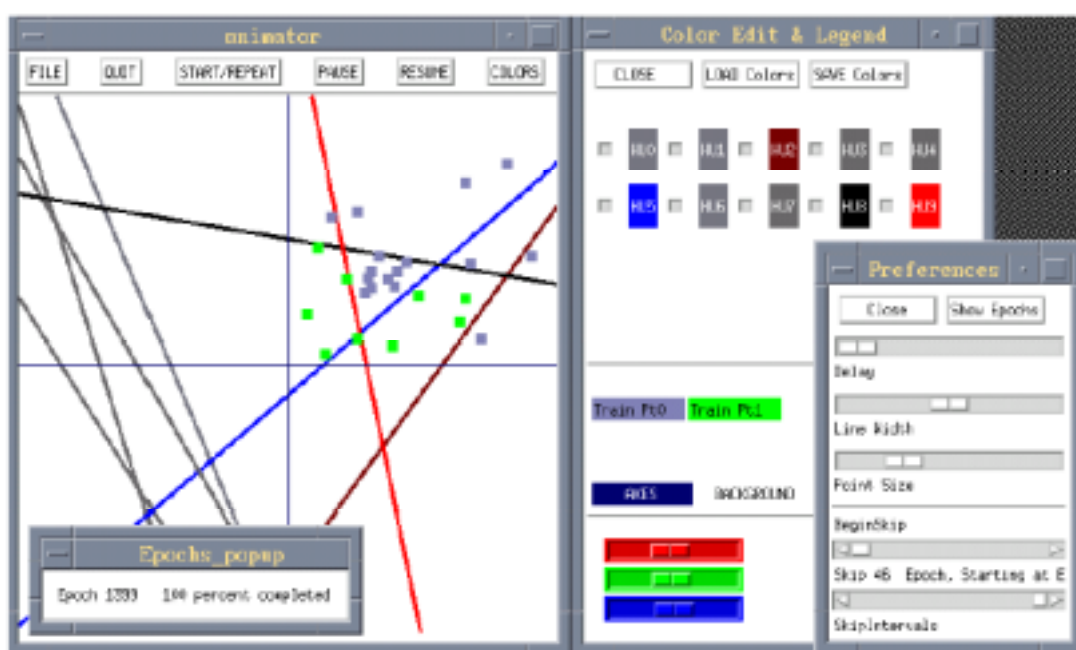 animator
FILE QUIT START/REPEAT PAUSE RESUME COLORS
Epochs_popup
Epoch 1399 100 percent completed
Color Edit & Legend
CLOSE LOAD Colors SAVE Colors
HU0 HU1 HU2 HU3 HU4
HU5 HU6 HU7 HU8 HU9
Train Pt0 Train Pt1
AXES BACKGROUND
Preferences
Close Show Epochs
Delay
Line Width
Point Size
BeginSkip
Skip 46 Epoch, Starting at E
SkipIntervals